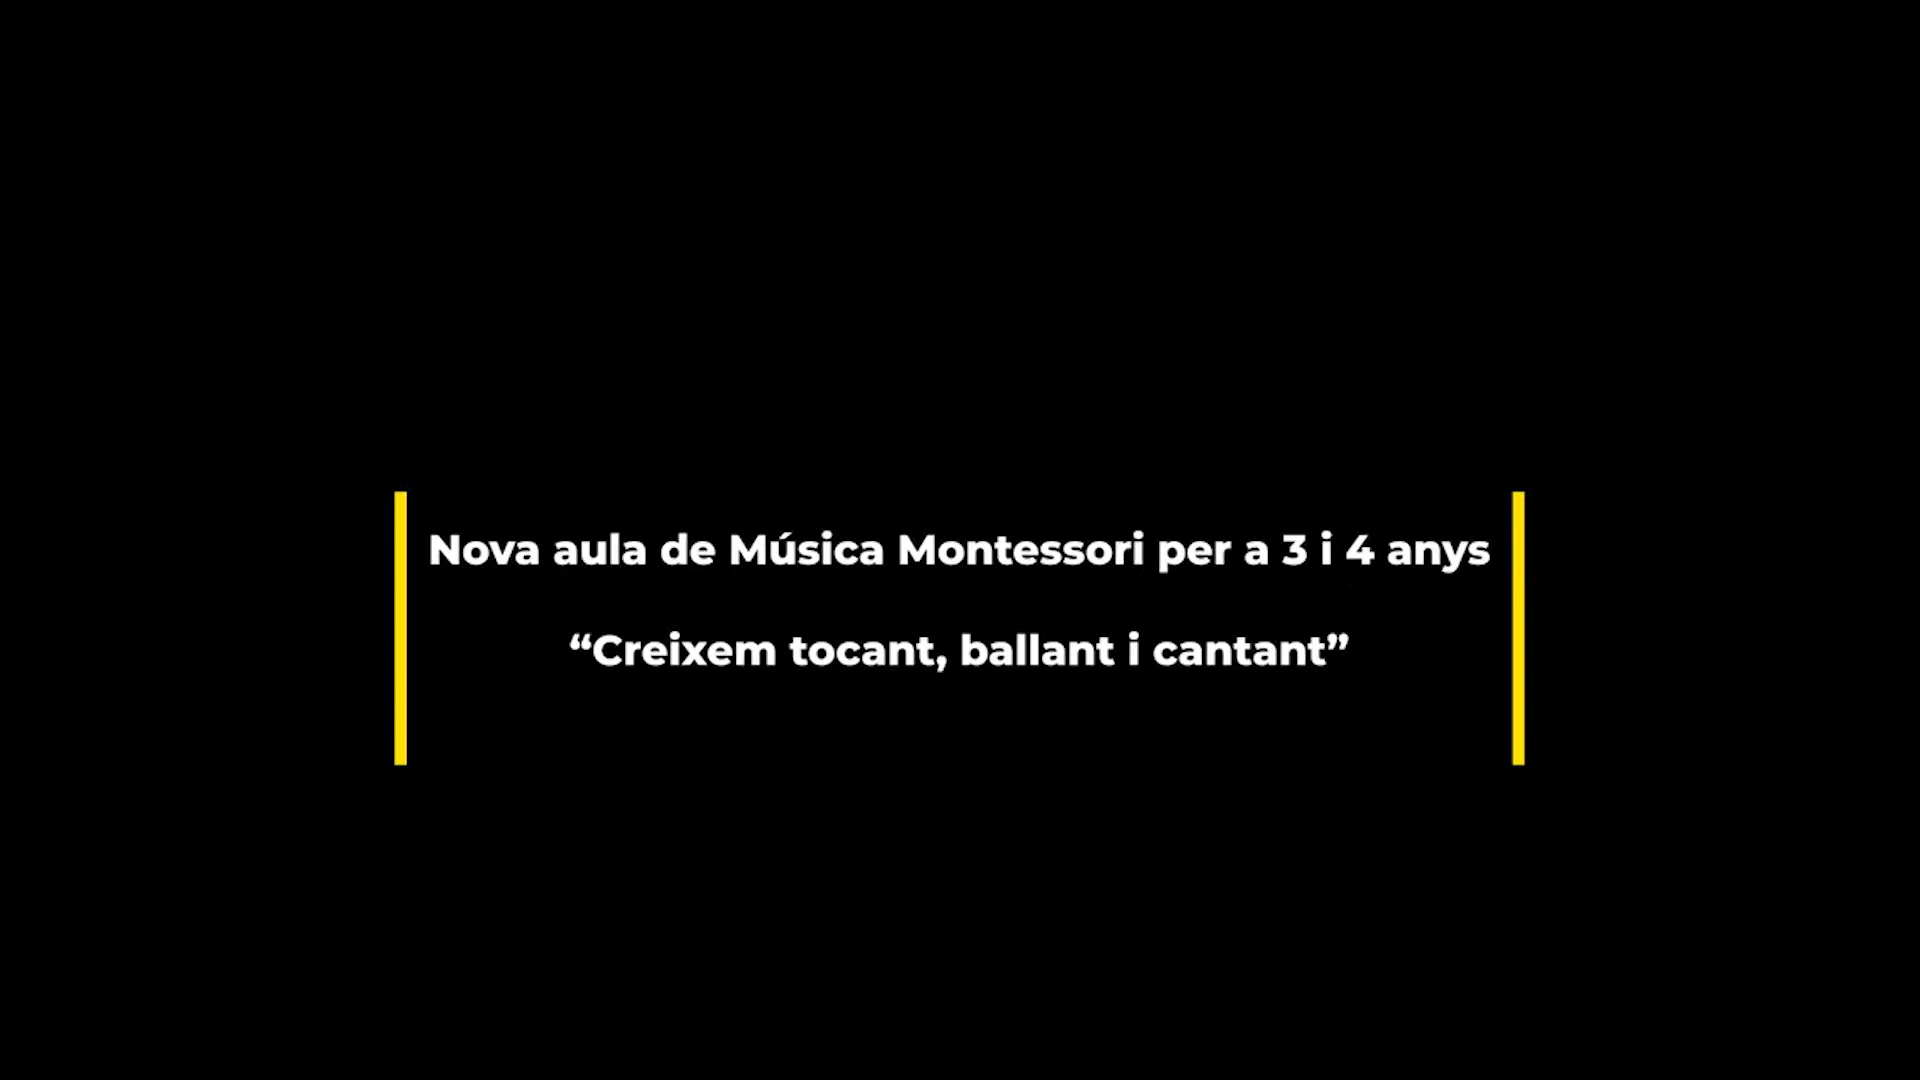 Nova aula de Música Montessori per a 3 i 4 anys
“Creixem tocant, ballant i cantant”